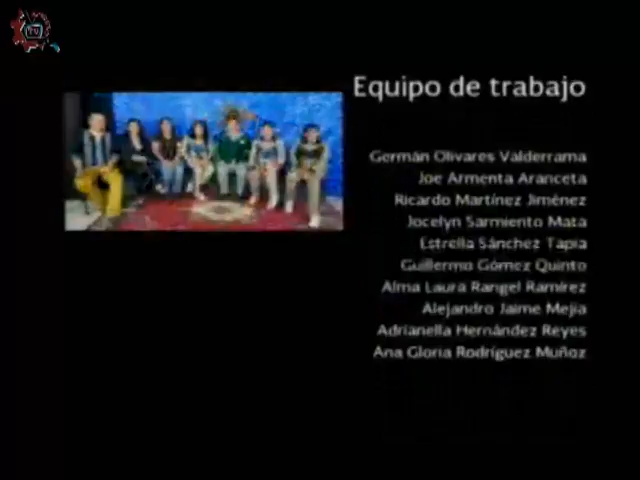 TV
Equipo de trabajo
Germán Olivares Valderrama
Joe Armenta Aranceta
Ricardo Martínez Jiménez
Jocelyn Sarmiento Mata
Estrella Sánchez Tapia
Guillermo Gómez Quinto
Alma Laura Rangel Ramírez
Alejandro Jaime Mejía
Adrianella Hernández Reyes
Ana Gloria Rodríguez Muñoz